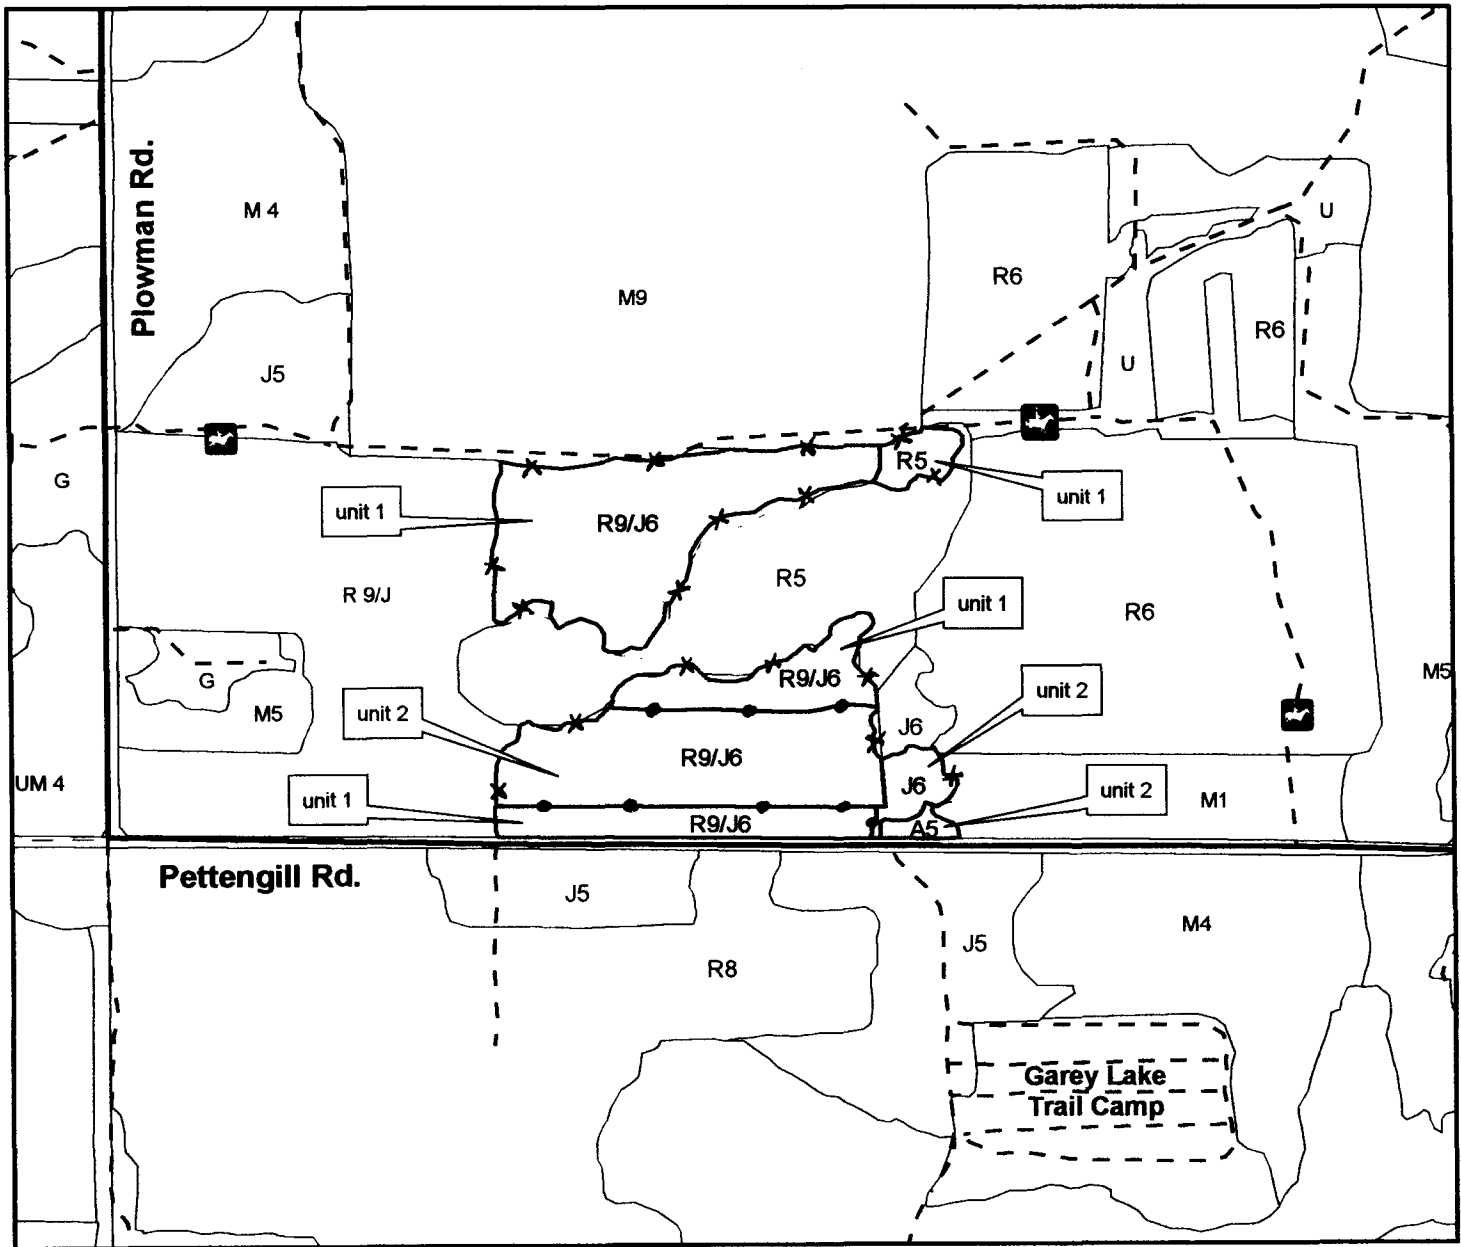 Plowman Rd.
M 4
U
R6
M9
R6
U
J5
R5
G
unit 1
unit 1
R9/J6
R5
R 9/J
unit 1
R6
M5
G
R9/J6
unit 2
M5
unit 2
J6
R9/J6
UM 4
J6
unit 2
unit 1
M1
R9/J6
A5
Pettengill Rd.
J5
M4
J5
R8
Garey Lake
Trail Camp